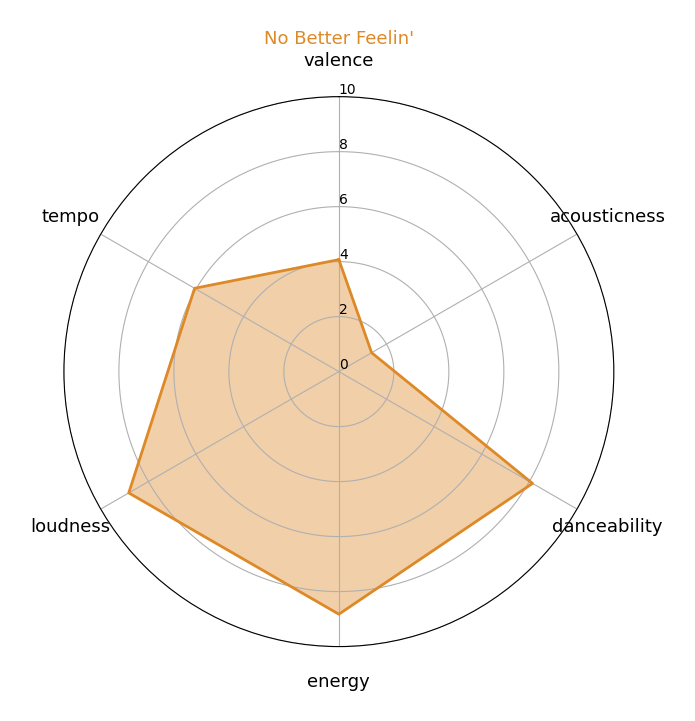 No Better Feelin'
valence
10
8
6
4
2
0
tempo
acousticness
loudness
danceability
energy